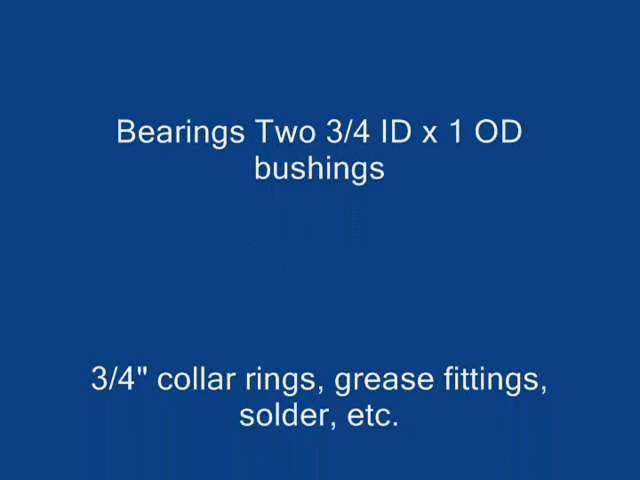 Bearings Two 3/4 ID x 1 OD
bushings
3/4" collar rings, grease fittings,
solder, etc.